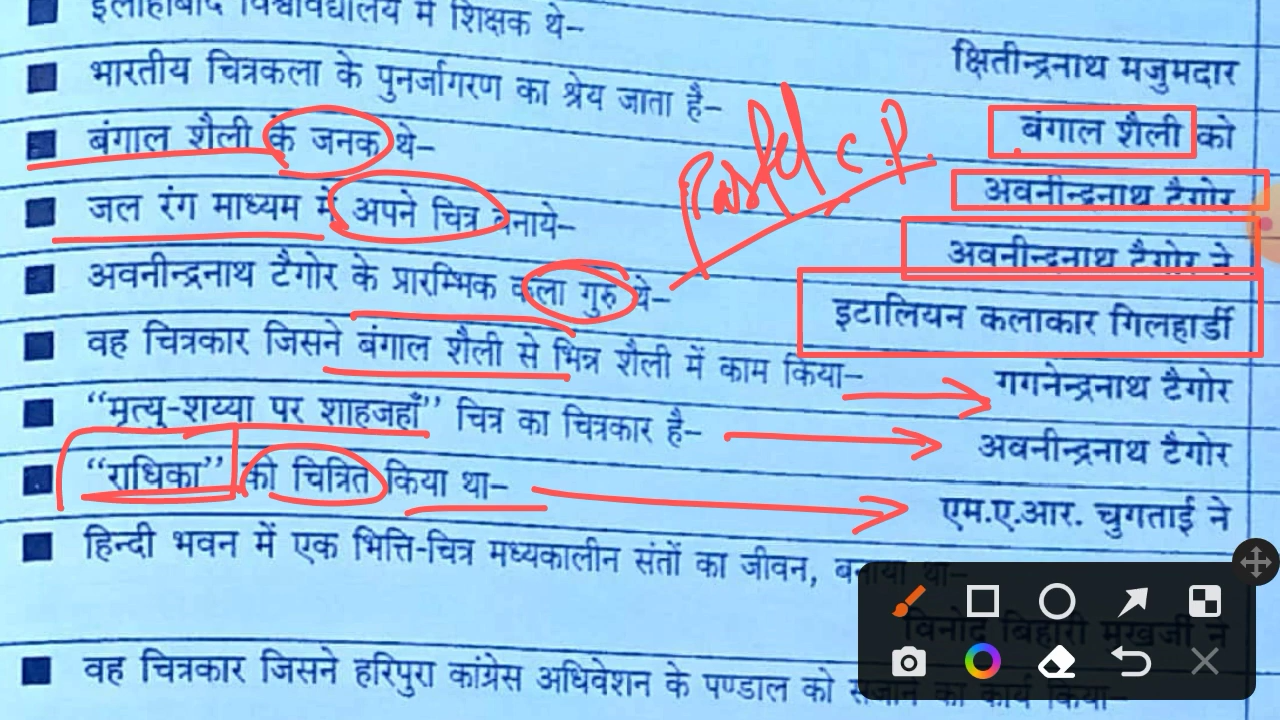 इलाहाबाद विश्वविद्यालय में शिक्षक थे–
क्षितीन्द्रनाथ मजुमदार
भारतीय चित्रकला के पुनर्जागरण का श्रेय जाता है–
बंगाल शैली को
बंगाल शैली के जनक थे–
अवनीन्द्रनाथ टैगोर
जल रंग माध्यम में अपने चित्र बनाये–
अवनीन्द्रनाथ टैगोर ने
अवनीन्द्रनाथ टैगोर के प्रारम्भिक कला गुरु थे–
इटालियन कलाकार गिलहार्डी
वह चित्रकार जिसने बंगाल शैली से भिन्न शैली में काम किया–
गगनेन्द्रनाथ टैगोर
“मृत्यु-शय्या पर शाहजहाँ” चित्र का चित्रकार है–
अवनीन्द्रनाथ टैगोर
“राधिका” को चित्रित किया था–
एम.ए.आर. चुगताई ने
हिन्दी भवन में एक भित्ति-चित्र मध्यकालीन संतों का जीवन, बनाया था–
विनोद बिहारी मुखर्जी ने
वह चित्रकार जिसने हरिपुरा कांग्रेस अधिवेशन के पण्डाल को सजाने का कार्य किया–